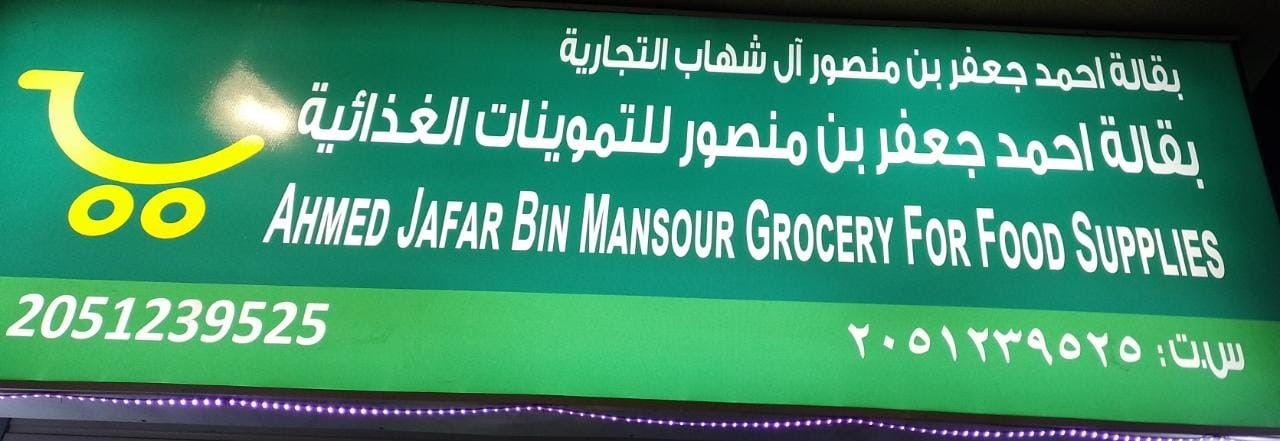 بقالة احمد جعفر بن منصور آل شهاب التجارية
بقالة احمد جعفر بن منصور للتموينات الغذائية
AHMED JAFAR BIN MANSOUR GROCERY FOR FOOD SUPPLIES
2051239525
س.ت: ٢٠٥١٢٣٩٥٢٥